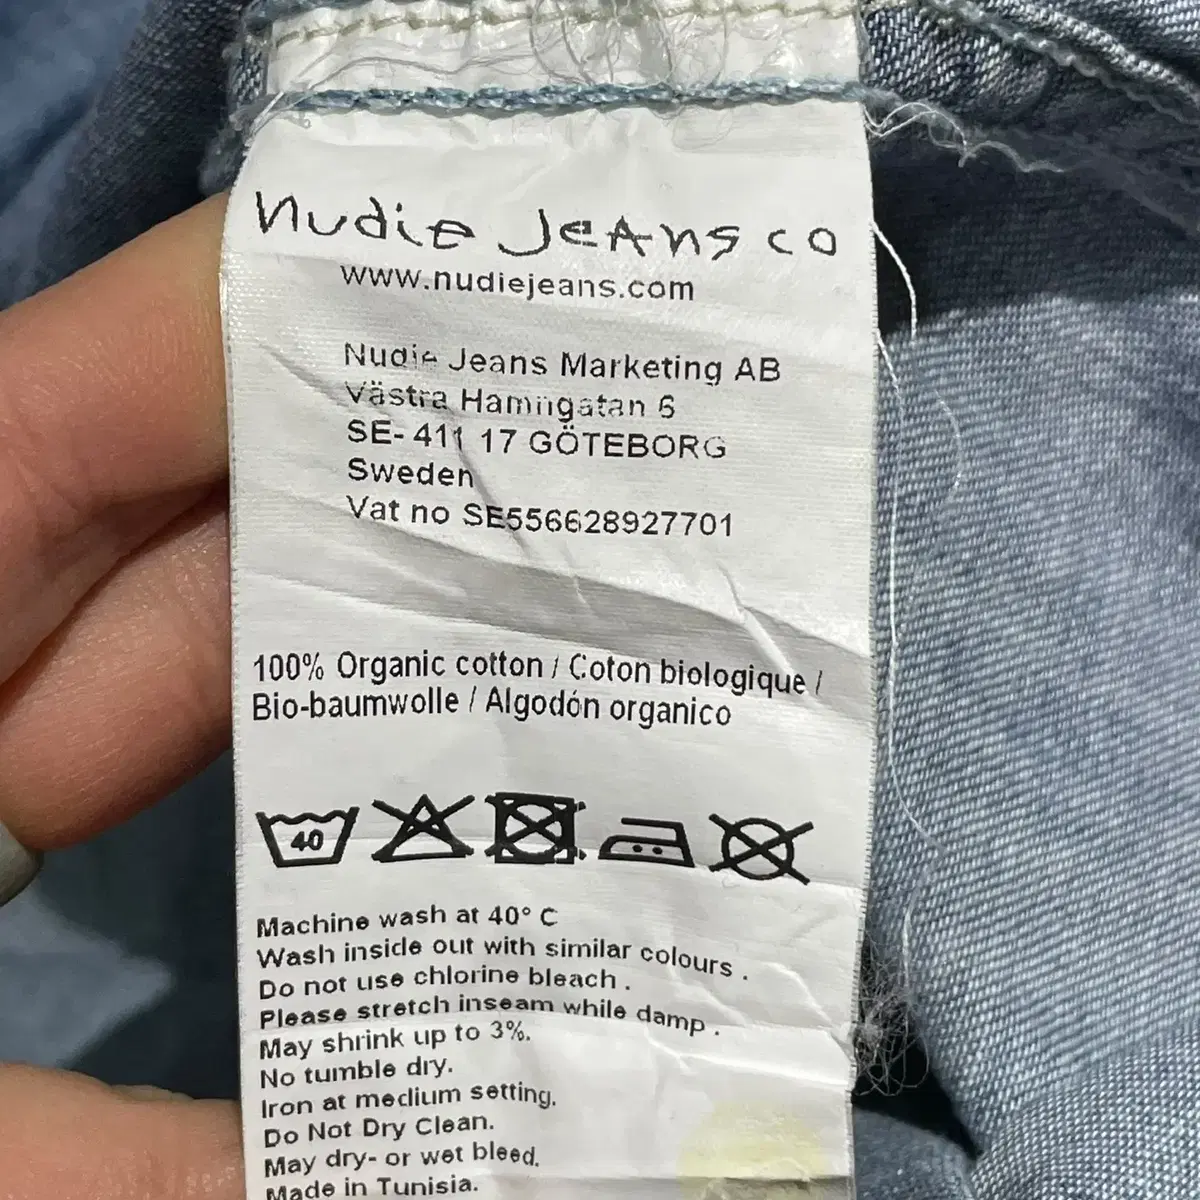 nudie Jeans co
www.nudiejeans.com
Nudie Jeans Marketing AB
Västra Hamngatan 6
SE- 411 17 GÖTEBORG
Sweden
Vat no SE556628927701
100% Organic cotton / Coton biologique /
Bio-baumwolle / Algodón organico
40
Machine wash at 40° C
Wash inside out with similar colours .
Do not use chlorine bleach .
Please stretch inseam while damp .
May shrink up to 3%.
No tumble dry.
Iron at medium setting.
Do Not Dry Clean.
May dry- or wet bleed.
Made in Tunisia.